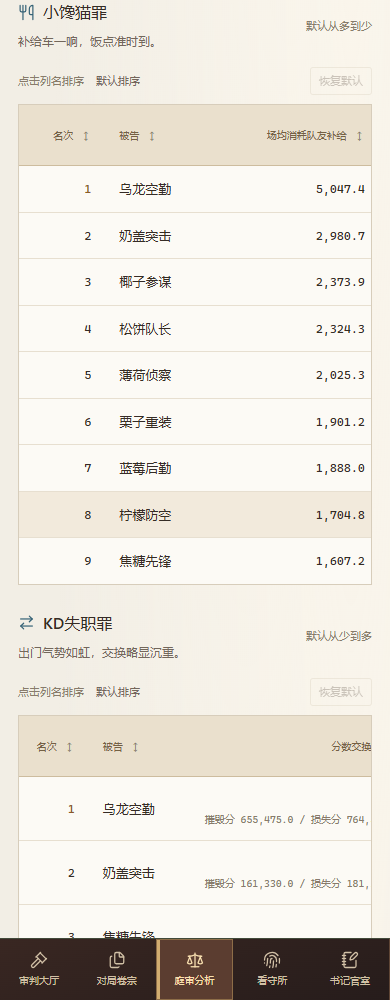 小馋猫罪
默认从多到少
补给车一响，饭点准时到。
点击列名排序 默认排序 恢复默认
名次 被告 场均消耗队友补给
1 乌龙空勤 5,047.4
2 奶盖突击 2,980.7
3 椰子参谋 2,373.9
4 松饼队长 2,324.3
5 薄荷侦察 2,025.3
6 栗子重装 1,901.2
7 蓝莓后勤 1,888.0
8 柠檬防空 1,704.8
9 焦糖先锋 1,607.2
KD失职罪
默认从少到多
出门气势如虹，交换略显沉重。
点击列名排序 默认排序 恢复默认
名次 被告 分数交换
1 乌龙空勤
摧毁分 655,475.0 / 损失分 764,
2 奶盖突击
摧毁分 161,330.0 / 损失分 181,
3 焦糖先锋
审判大厅 对局卷宗 庭审分析 看守所 书记官室